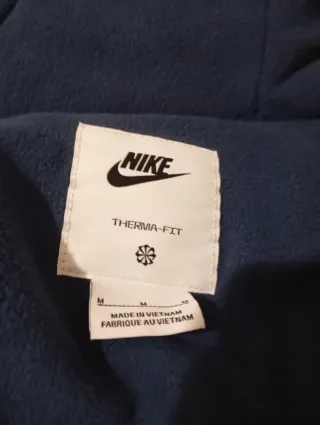 NIKE
THERMA-FIT
M M M
MADE IN VIETNAM
FABRIQUE AU VIETNAM